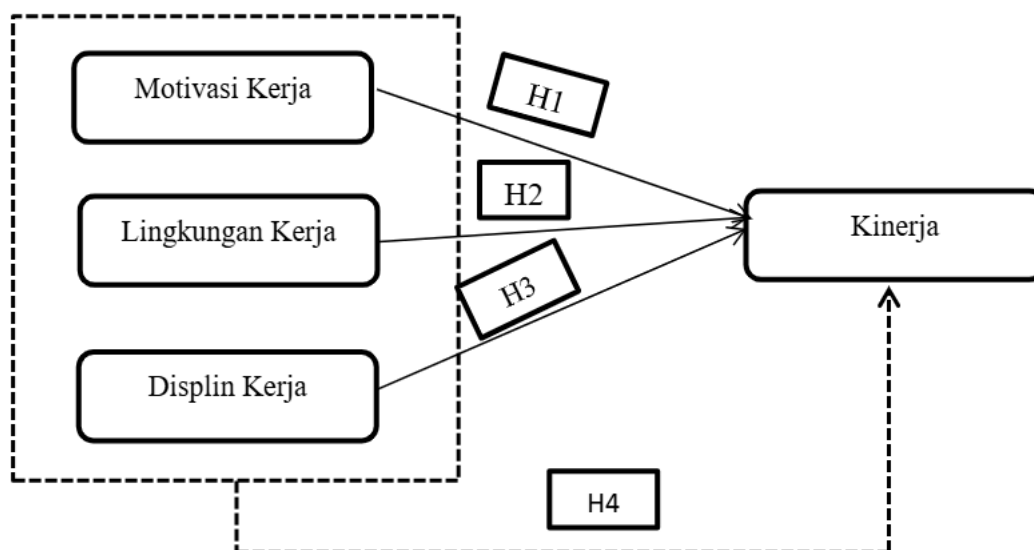 Motivasi Kerja
H1
H2
Lingkungan Kerja
Kinerja
H3
Displin Kerja
H4